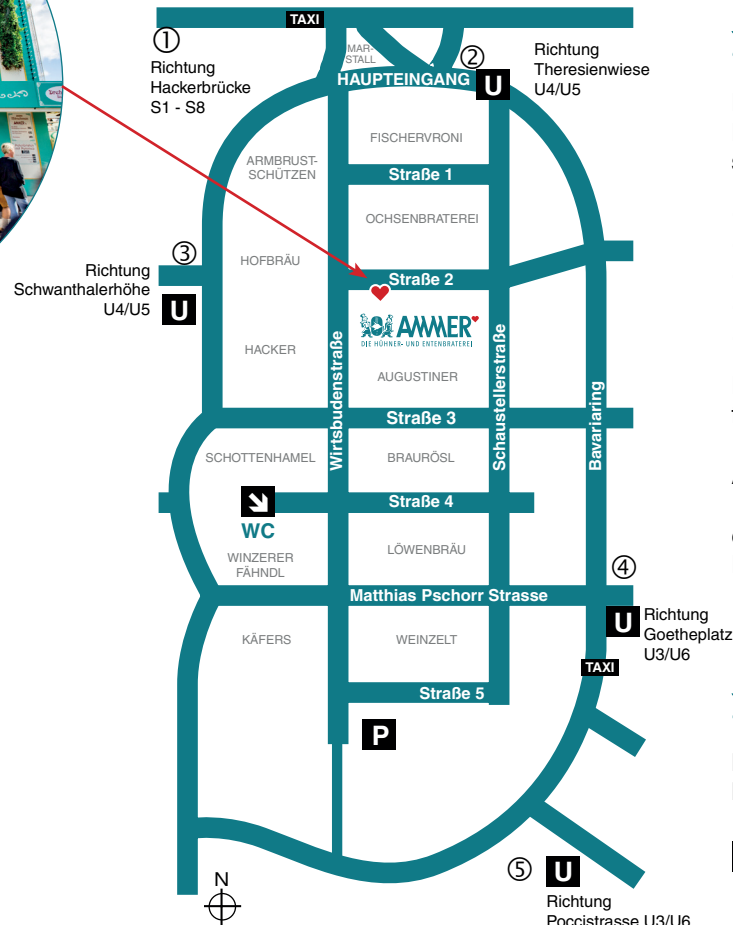 TAXI
①
Richtung
Hackerbrücke
S1 - S8
MAR-
STALL
②
HAUPTEINGANG
U
Richtung
Theresienwiese
U4/U5
FISCHERVRONI
ARMBRUST-
SCHÜTZEN
Straße 1
OCHSENBRATEREI
③
HOFBRÄU
Richtung
Schwanthalerhöhe
U4/U5
U
Straße 2
AMMER
DIE HÜHNER- UND ENTENBRATEREI
HACKER
AUGUSTINER
Wirtsbudenstraße
Schaustellerstraße
Bavariaring
Straße 3
SCHOTTENHAMEL
BRAURÖSL
Straße 4
WC
WINZERER
FÄHNDL
LÖWENBRÄU
④
Matthias Pschorr Strasse
U
Richtung
Goetheplatz
U3/U6
KÄFERS
WEINZELT
TAXI
Straße 5
P
⑤
U
Richtung
Poccistrasse U3/U6
N